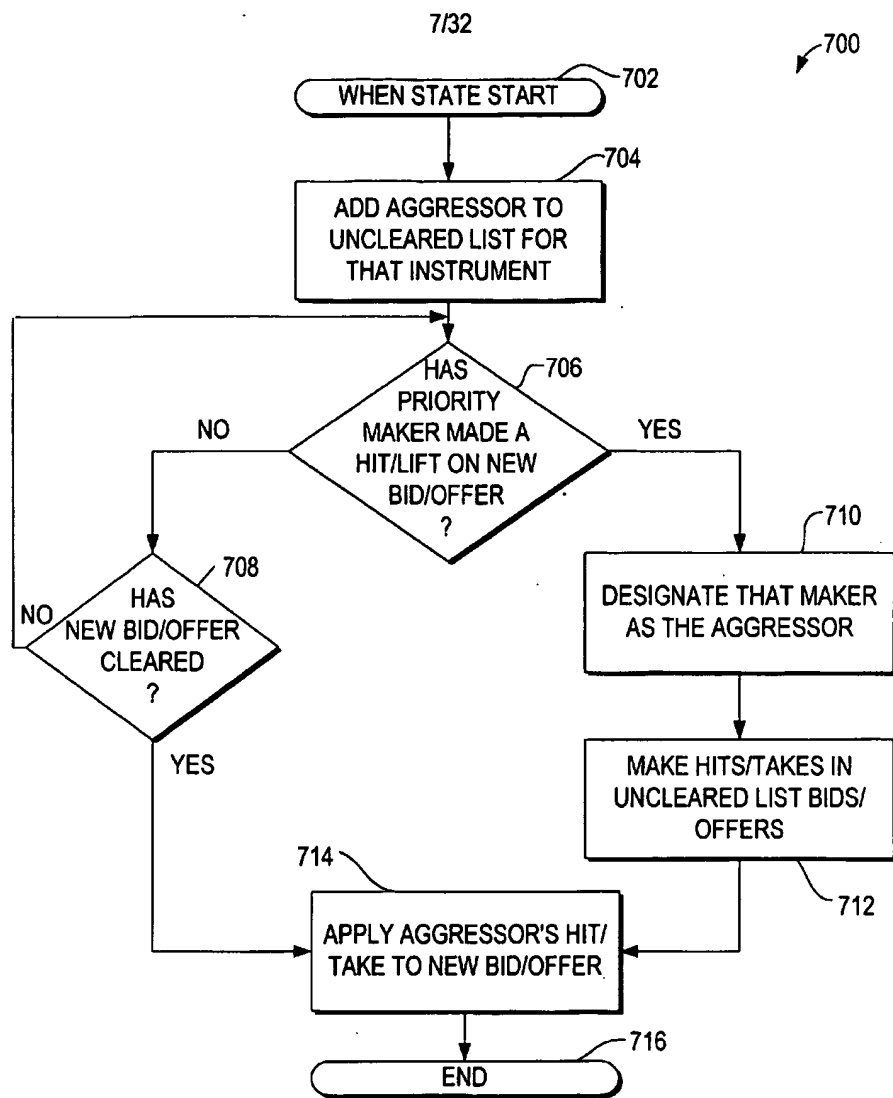 7/32
700
WHEN STATE START
702
704
ADD AGGRESSOR TO
UNCLEARED LIST FOR
THAT INSTRUMENT
HAS
PRIORITY
MAKER MADE A
HIT/LIFT ON NEW
BID/OFFER
?
706
NO
YES
708
HAS
NEW BID/OFFER
CLEARED
?
NO
YES
710
DESIGNATE THAT MAKER
AS THE AGGRESSOR
MAKE HITS/TAKES IN
UNCLEARED LIST BIDS/
OFFERS
712
714
APPLY AGGRESSOR'S HIT/
TAKE TO NEW BID/OFFER
716
END